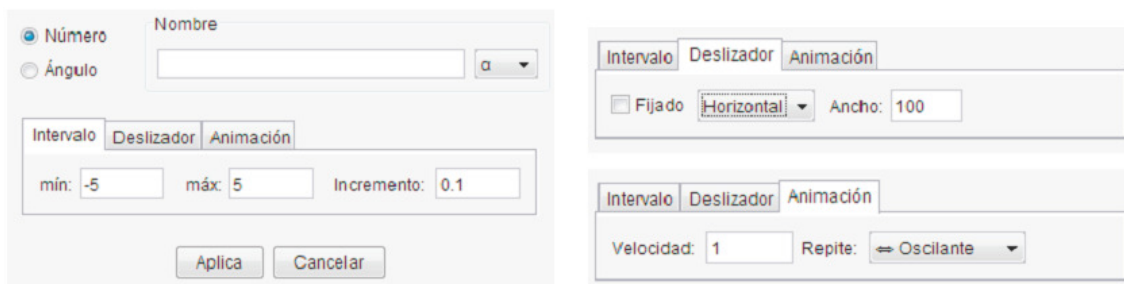 Número
Ángulo
Nombre
α
Intervalo Deslizador Animación
mín: -5 máx: 5 Incremento: 0.1
Aplica Cancelar
Intervalo Deslizador Animación
Fijado Horizontal Ancho: 100
Intervalo Deslizador Animación
Velocidad: 1 Repite: ⇔ Oscilante